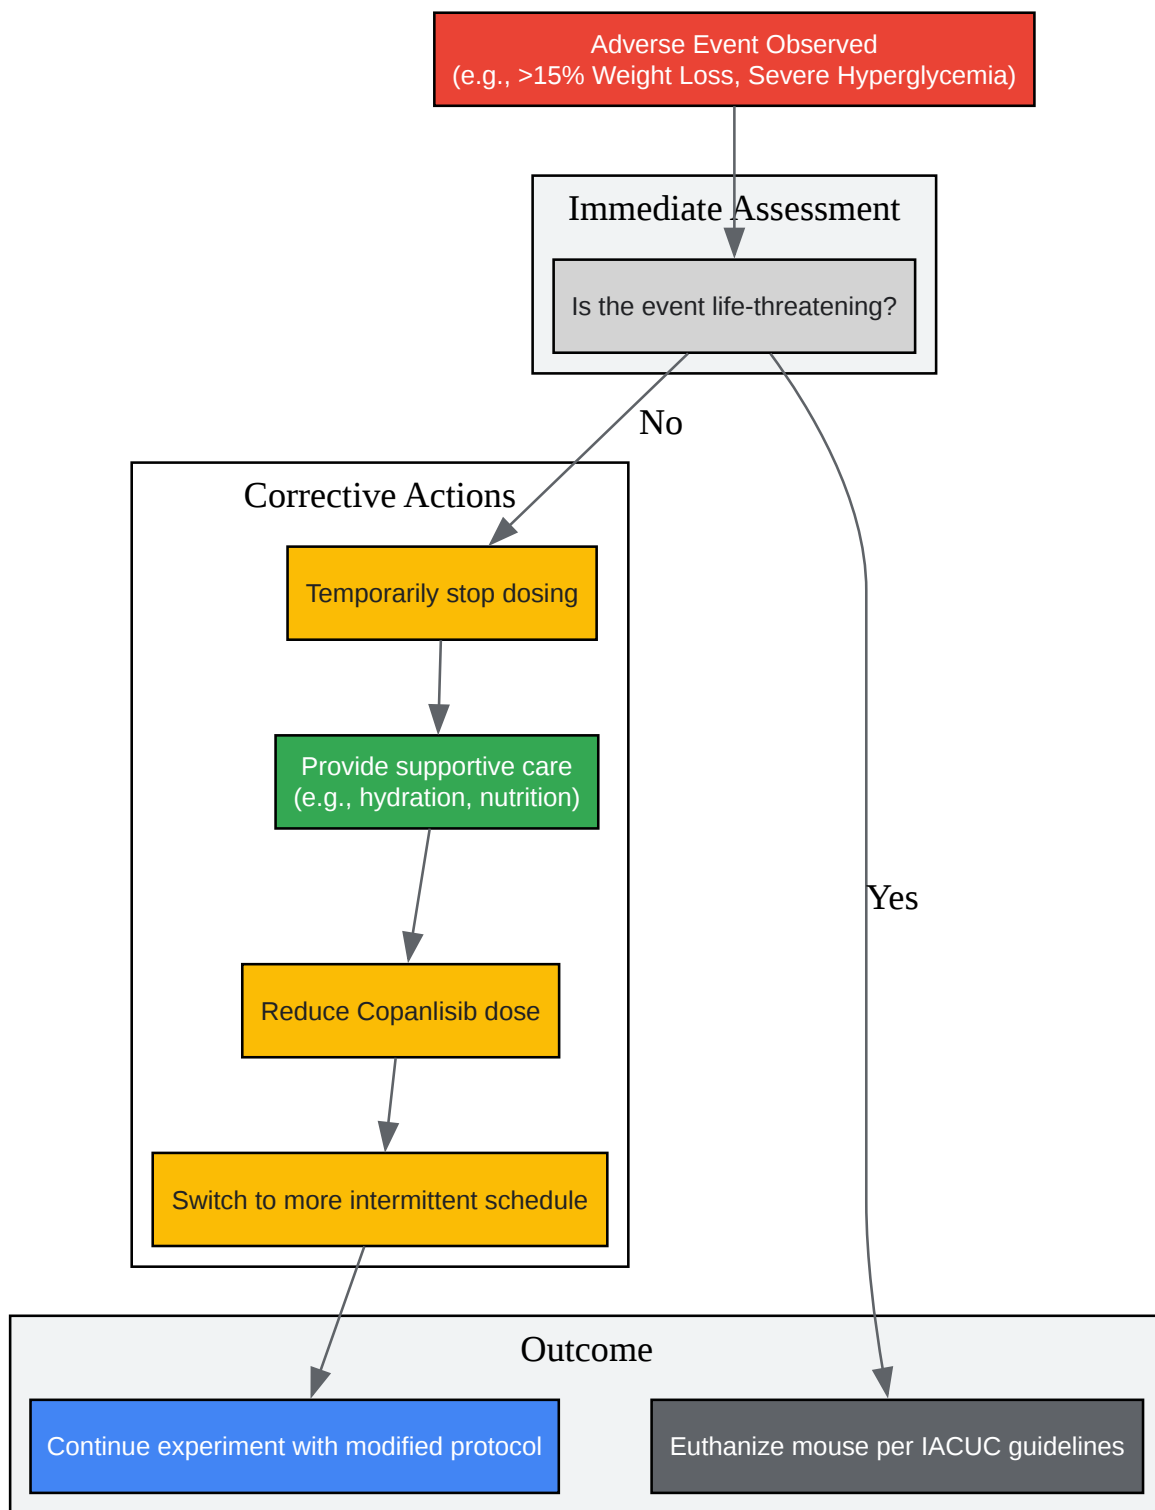 Adverse Event Observed
(e.g., >15% Weight Loss, Severe Hyperglycemia)
Immediate Assessment
Is the event life-threatening?
No
Corrective Actions
Temporarily stop dosing
Provide supportive care
(e.g., hydration, nutrition)
Yes
Reduce Copanlisib dose
Switch to more intermittent schedule
Outcome
Continue experiment with modified protocol
Euthanize mouse per IACUC guidelines